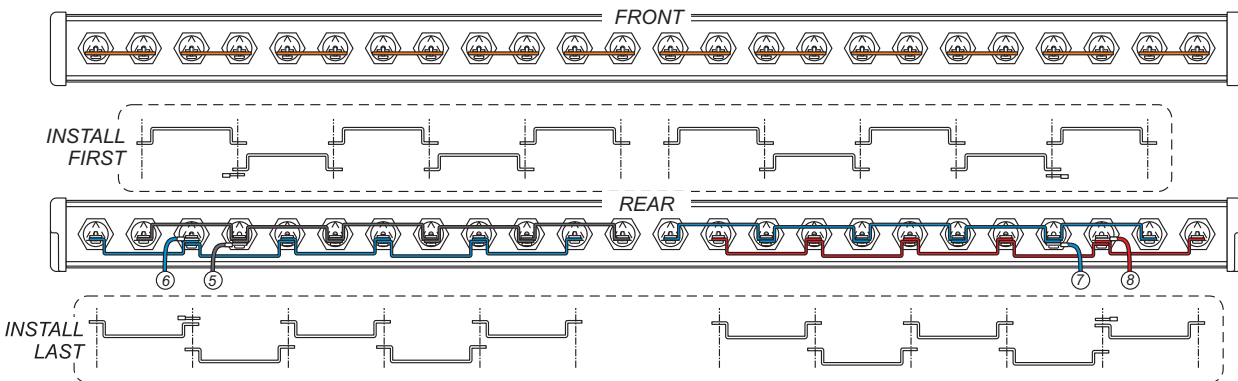 FRONT
INSTALL
FIRST
REAR
6 5 7 8
INSTALL
LAST